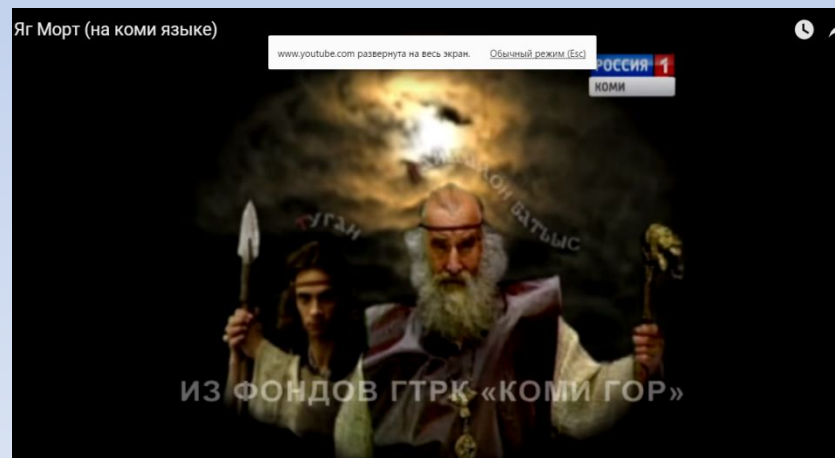 Яг Морт (на коми языке)
www.youtube.com развернута на весь экран. Обычный режим (Esc)
РОССИЯ 1
КОМИ
БАТЫС
ТУГАН
ИЗ ФОНДОВ ГТРК «КОМИ ГОР»